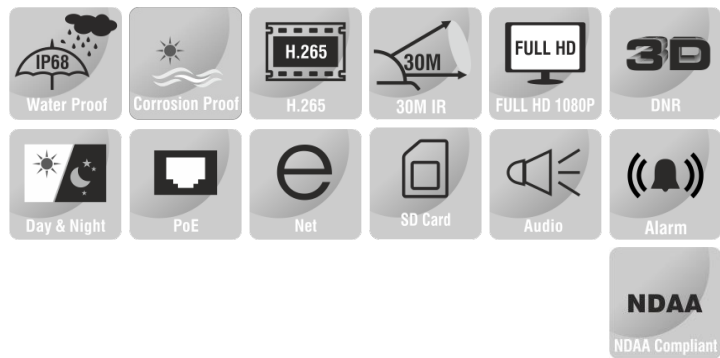 IP68
Water Proof
Corrosion Proof
H.265
H.265
30M
30M IR
FULL HD
FULL HD 1080P
3D
DNR
Day & Night
PoE
e
Net
SD Card
Audio
Alarm
NDAA
NDAA Compliant